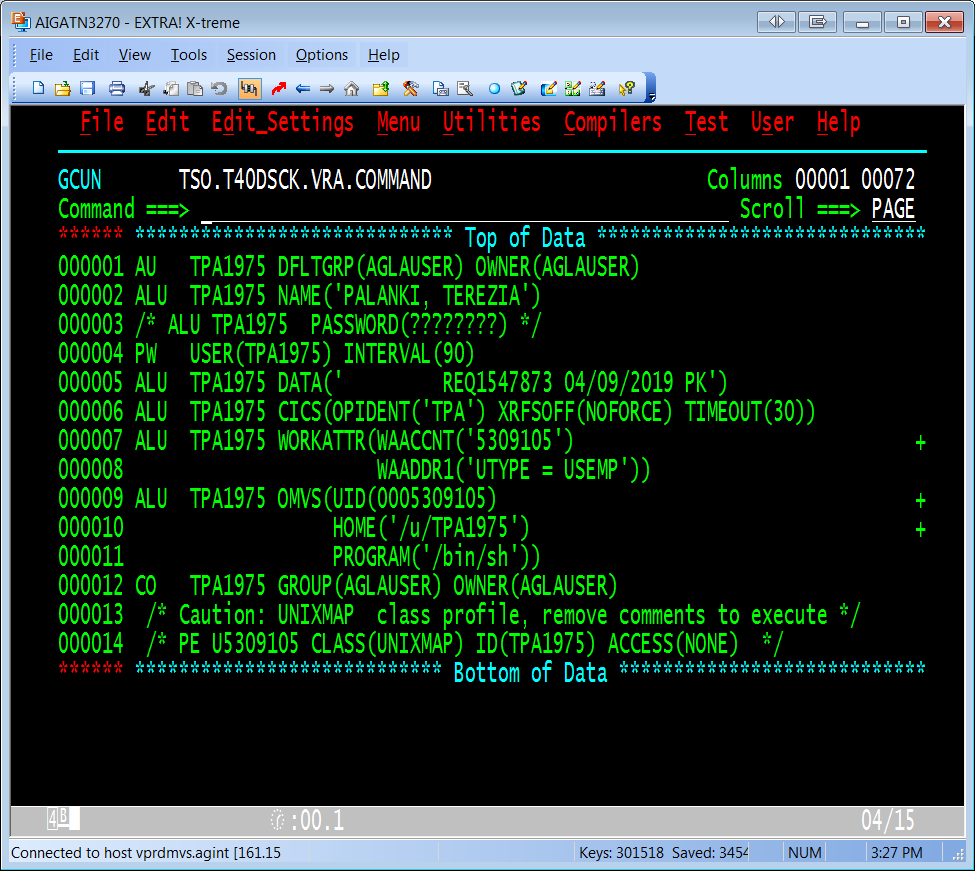 AIGATN3270 - EXTRA! X-treme
File Edit View Tools Session Options Help
File Edit Edit_Settings Menu Utilities Compilers Test User Help
GCUN TSO.T40DSCK.VRA.COMMAND Columns 00001 00072
Command ===> Scroll ===> PAGE
****** ***************************** Top of Data ******************************
000001 AU   TPA1975 DFLTGRP(AGLAUSER) OWNER(AGLAUSER)
000002 ALU  TPA1975 NAME('PALANKI, TEREZIA')
000003 /* ALU TPA1975  PASSWORD(????????) */
000004 PW   USER(TPA1975) INTERVAL(90)
000005 ALU  TPA1975 DATA('         REQ1547873 04/09/2019 PK')
000006 ALU  TPA1975 CICS(OPIDENT('TPA') XRFSOFF(NOFORCE) TIMEOUT(30))
000007 ALU  TPA1975 WORKATTR(WAACCNT('5309105') +
000008                       WAADDR1('UTYPE = USEMP'))
000009 ALU  TPA1975 OMVS(UID(0005309105) +
000010                   HOME('/u/TPA1975') +
000011                   PROGRAM('/bin/sh'))
000012 CO   TPA1975 GROUP(AGLAUSER) OWNER(AGLAUSER)
000013  /* Caution: UNIXMAP  class profile, remove comments to execute */
000014  /* PE U5309105 CLASS(UNIXMAP) ID(TPA1975) ACCESS(NONE)  */
****** **************************** Bottom of Data ****************************
4B :00.1 04/15
Connected to host vprdmvs.agint [161.15 Keys: 301518 Saved: 3454 NUM 3:27 PM